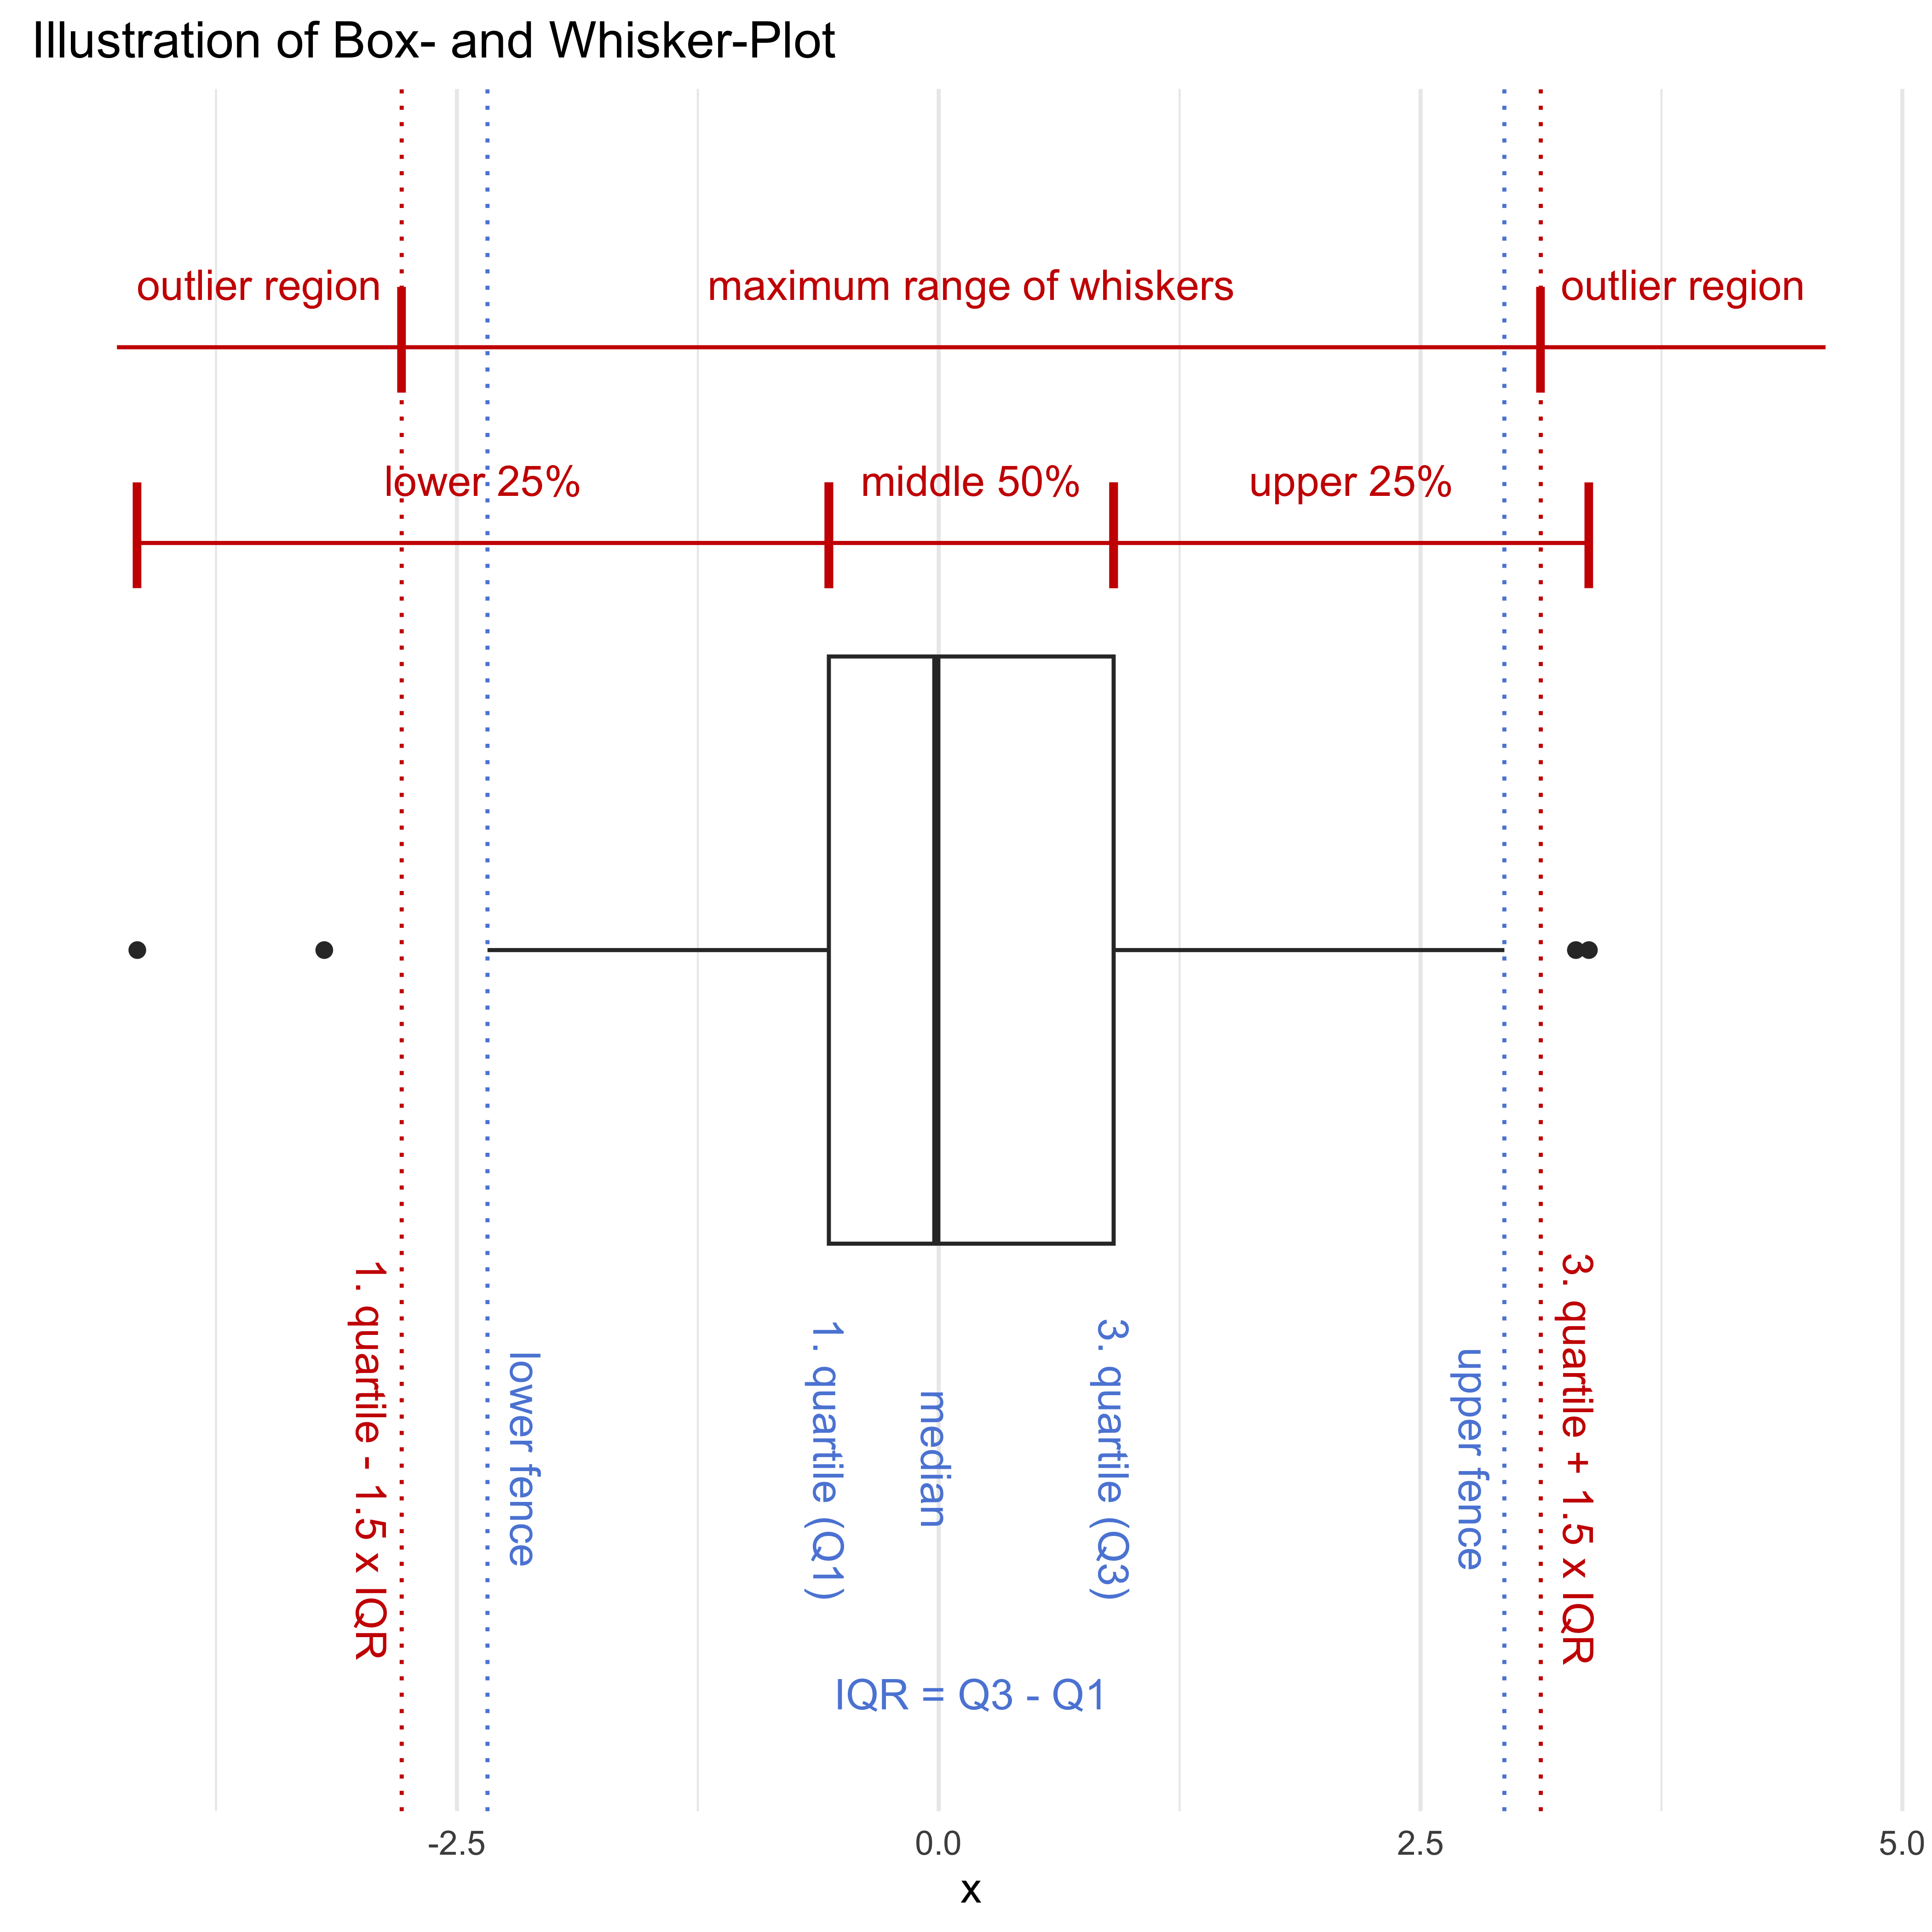 Illustration of Box- and Whisker-Plot
outlier region
maximum range of whiskers
outlier region
lower 25%
middle 50%
upper 25%
1. quartile - 1.5 x IQR
lower fence
1. quartile (Q1)
median
3. quartile (Q3)
upper fence
3. quartile + 1.5 x IQR
IQR = Q3 - Q1
-2.5
0.0
2.5
5.0
x